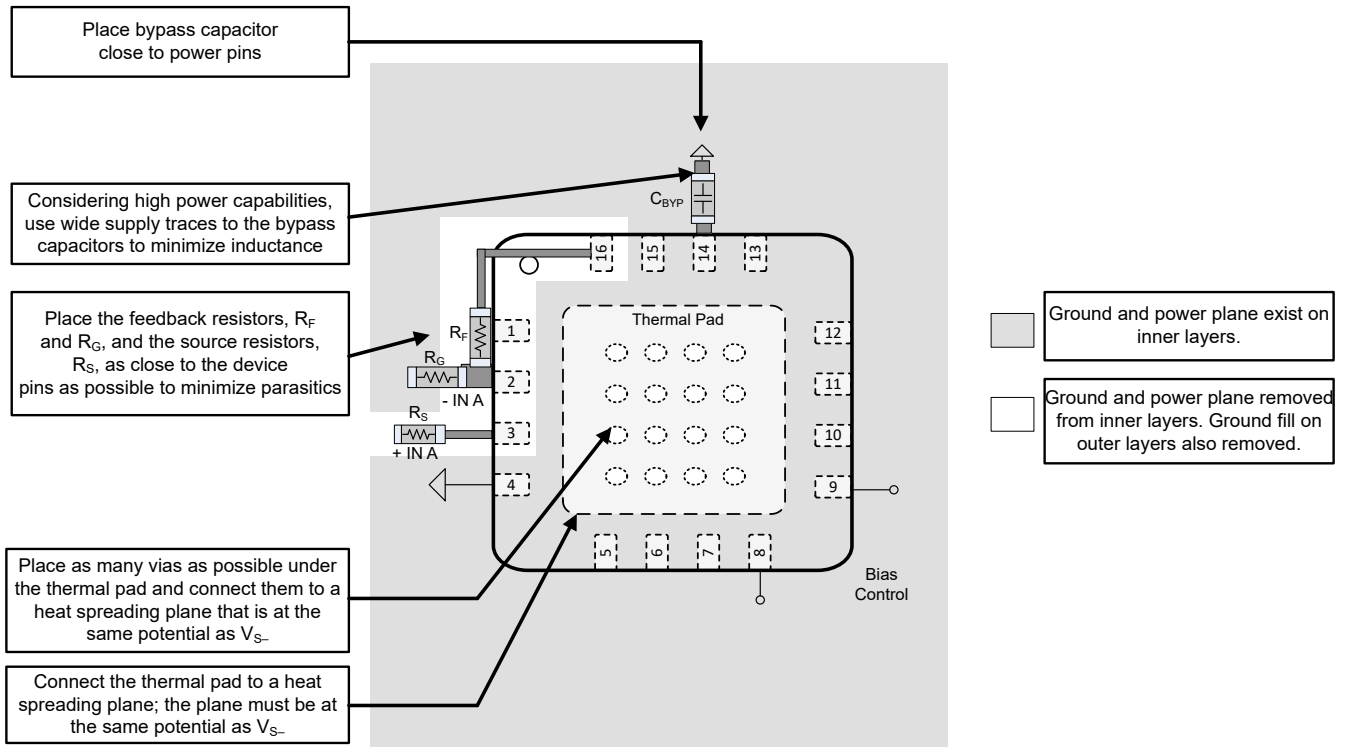 Place bypass capacitor
close to power pins
Considering high power capabilities,
use wide supply traces to the bypass
capacitors to minimize inductance
Place the feedback resistors, RF
and RG, and the source resistors,
RS, as close to the device
pins as possible to minimize parasitics
Place as many vias as possible under
the thermal pad and connect them to a
heat spreading plane that is at the
same potential as VS–
Connect the thermal pad to a heat
spreading plane; the plane must be at
the same potential as VS–
CBYP
16
15
14
13
RF
1
RG
2
- IN A
RS
3
+ IN A
4
Thermal Pad
12
11
10
9
5
6
7
8
Bias
Control
Ground and power plane exist on
inner layers.
Ground and power plane removed
from inner layers. Ground fill on
outer layers also removed.